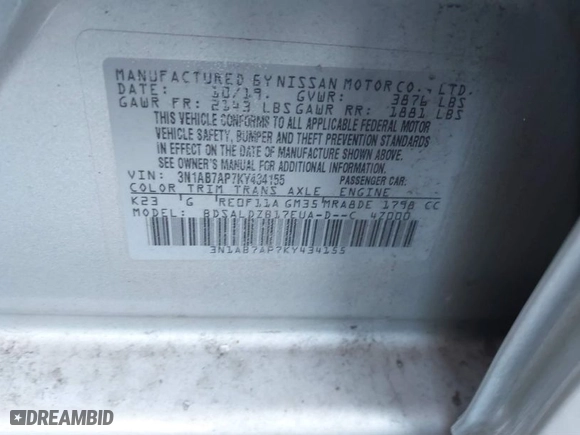 MANUFACTURED BY NISSAN MOTOR CO., LTD.
DATE: 10/19. GVWR: 3876 LBS
GAWR FR: 2143 LBS GAWR RR: 1881 LBS
THIS VEHICLE CONFORMS TO ALL APPLICABLE FEDERAL MOTOR
VEHICLE SAFETY, BUMPER AND THEFT PREVENTION STANDARDS
IN EFFECT ON THE DATE OF MANUFACTURE SHOWN ABOVE.
SEE OWNER'S MANUAL FOR ADDITIONAL INFORMATION.
VIN: 3N1AB7AP7KY434155 PASSENGER CAR.
COLOR TRIM TRANS AXLE ENGINE
K23 G RE0F11A GM35 MRA8DE 1798 CC
MODEL: BDSALDZB17EUA-D--C 47000
3N1AB7AP7KY434155
DREAMBID